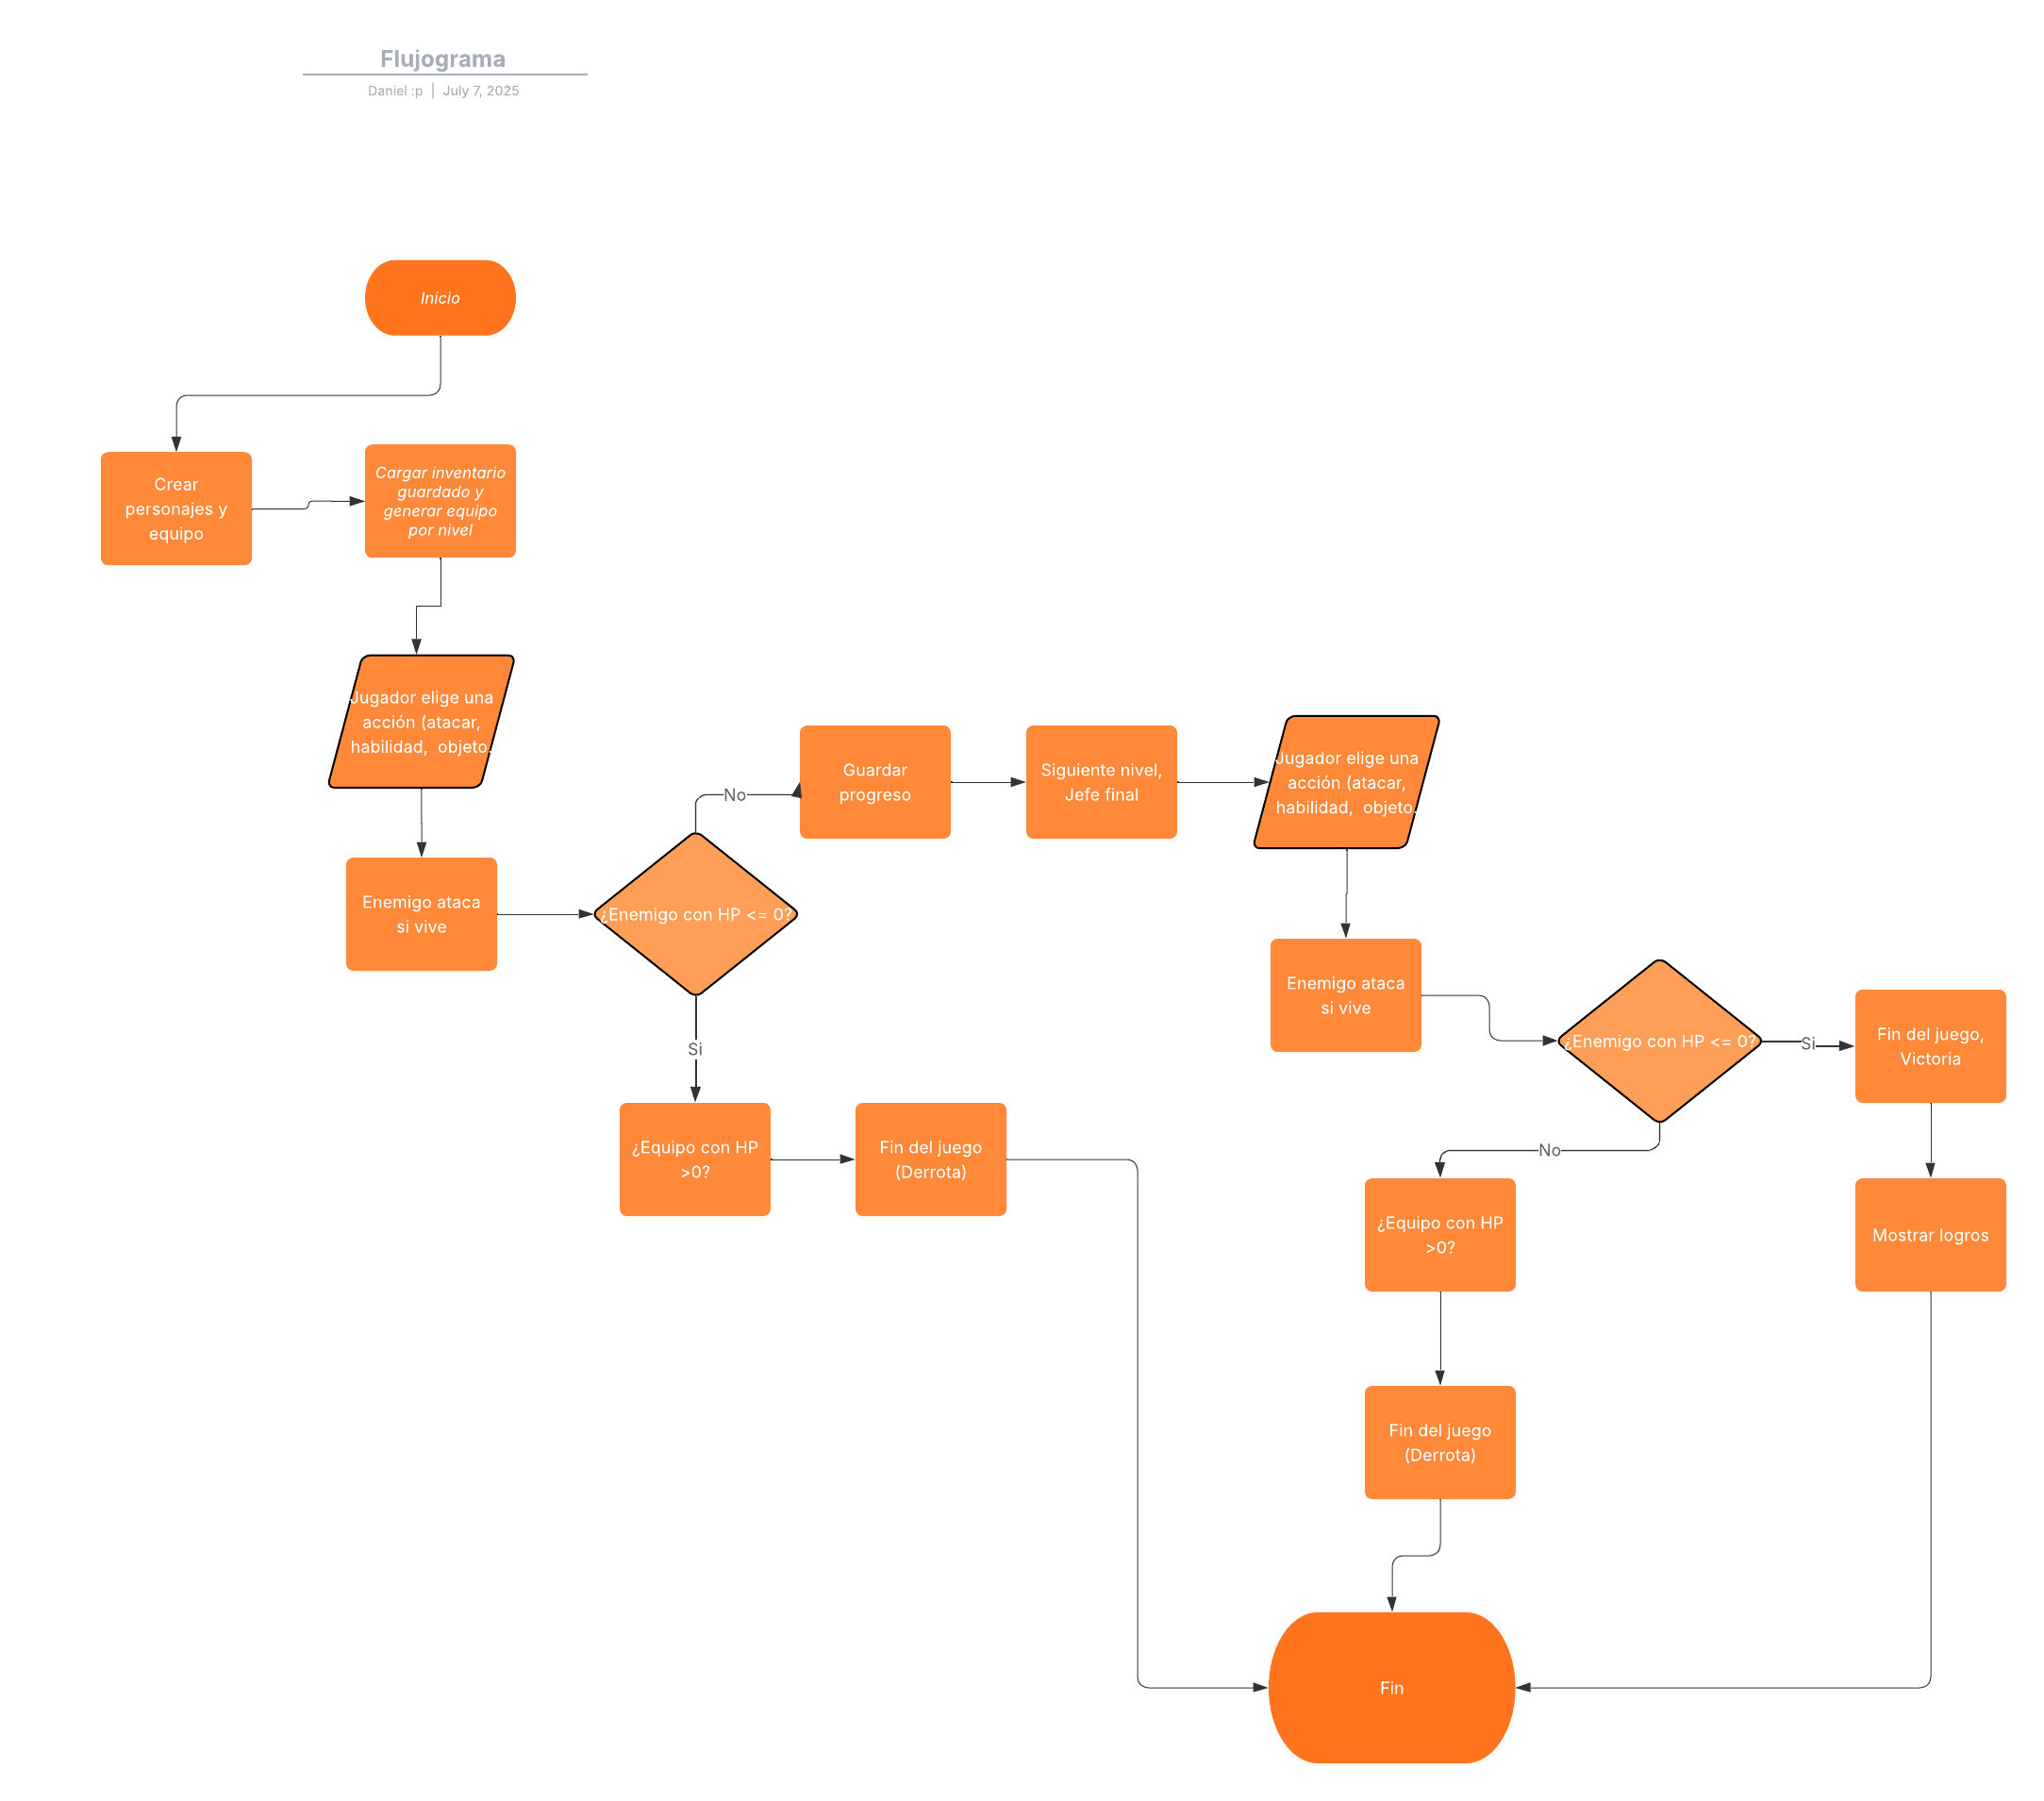 Flujograma
Daniel :p | July 7, 2025
Inicio
Crear
personajes y
equipo
Cargar inventario
guardado y
generar equipo
por nivel
Jugador elige una
acción (atacar,
habilidad,  objeto.
Enemigo ataca
si vive
¿Enemigo con HP <= 0?
No
Si
Guardar
progreso
Siguiente nivel,
Jefe final
Jugador elige una
acción (atacar,
habilidad,  objeto.
Enemigo ataca
si vive
¿Enemigo con HP <= 0?
Si
No
Fin del juego,
Victoria
Mostrar logros
¿Equipo con HP
>0?
Fin del juego
(Derrota)
¿Equipo con HP
>0?
Fin del juego
(Derrota)
Fin